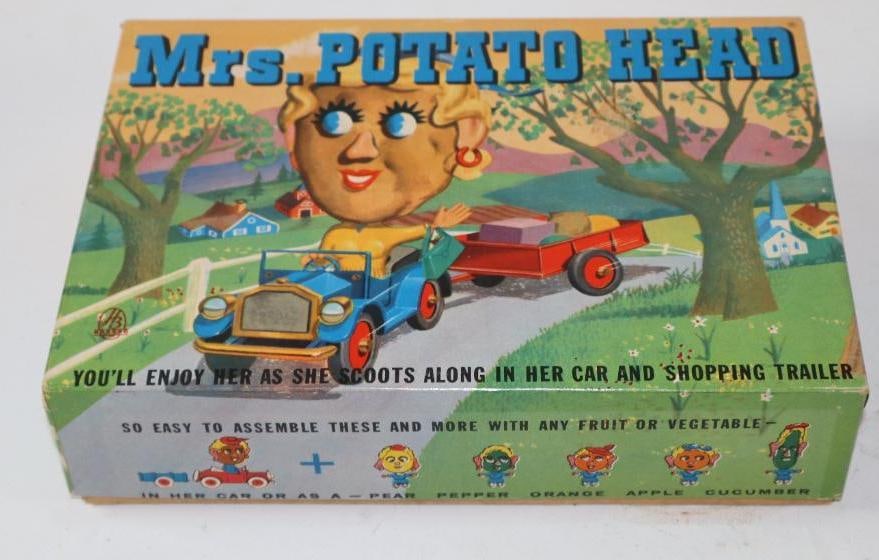 Mrs. POTATO HEAD
HB
YOU'LL ENJOY HER AS SHE SCOOTS ALONG IN HER CAR AND SHOPPING TRAILER
SO EASY TO ASSEMBLE THESE AND MORE WITH ANY FRUIT OR VEGETABLE—
+
IN HER CAR OR AS A — PEAR PEPPER ORANGE APPLE CUCUMBER